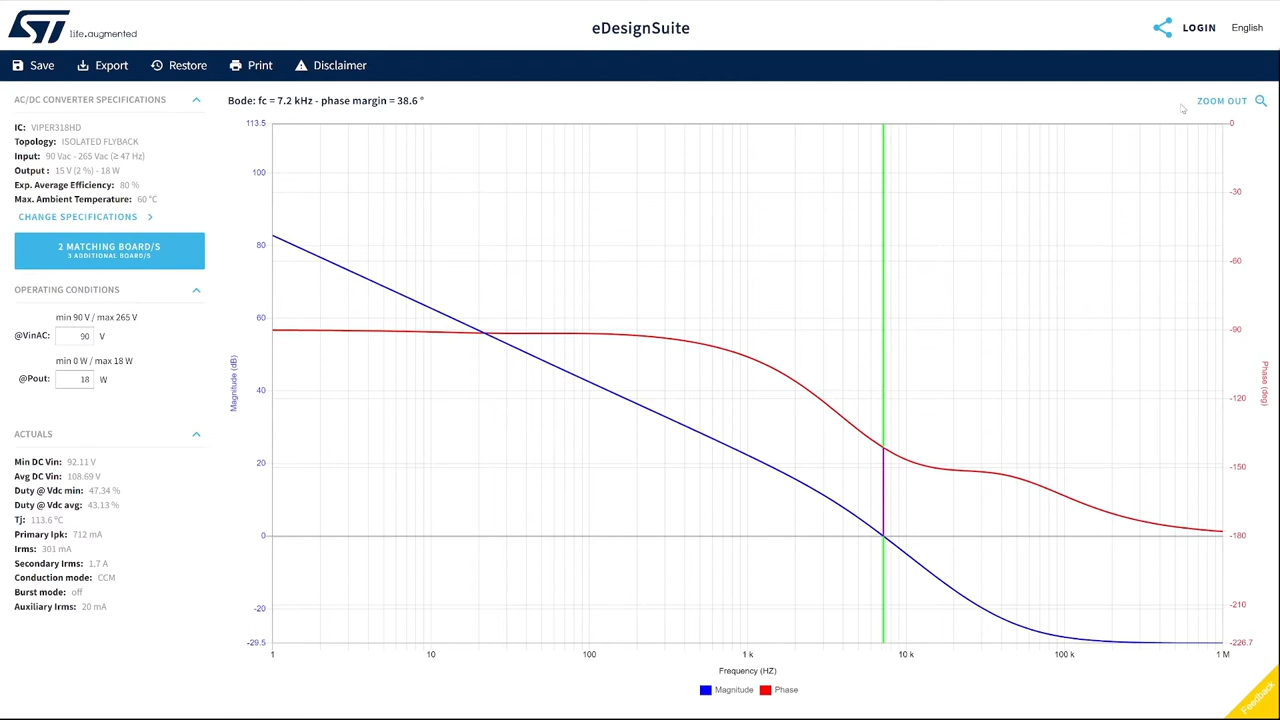 ST life.augmented
eDesignSuite
LOGIN
English
Save
Export
Restore
Print
Disclaimer
AC/DC CONVERTER SPECIFICATIONS
IC: VIPER318HD
Topology: ISOLATED FLYBACK
Input: 90 Vac - 265 Vac (≥ 47 Hz)
Output : 15 V (2 %) - 18 W
Exp. Average Efficiency: 80 %
Max. Ambient Temperature: 60 °C
CHANGE SPECIFICATIONS
2 MATCHING BOARD/S
3 ADDITIONAL BOARD/S
OPERATING CONDITIONS
min 90 V / max 265 V
@VinAC: 90 V
min 0 W / max 18 W
@Pout: 18 W
ACTUALS
Min DC Vin: 92.11 V
Avg DC Vin: 108.69 V
Duty @ Vdc min: 47.34 %
Duty @ Vdc avg: 43.13 %
Tj: 113.6 °C
Primary Ipk: 712 mA
Irms: 301 mA
Secondary Irms: 1.7 A
Conduction mode: CCM
Burst mode: off
Auxiliary Irms: 20 mA
Bode: fc = 7.2 kHz - phase margin = 38.6 °
ZOOM OUT
113.5
100
80
60
40
20
0
-20
-29.5
Magnitude (dB)
0
-30
-60
-90
-120
-150
-180
-210
-226.7
Phase (deg)
1
10
100
1 k
10 k
100 k
1 M
Frequency (HZ)
Magnitude
Phase
Feedback